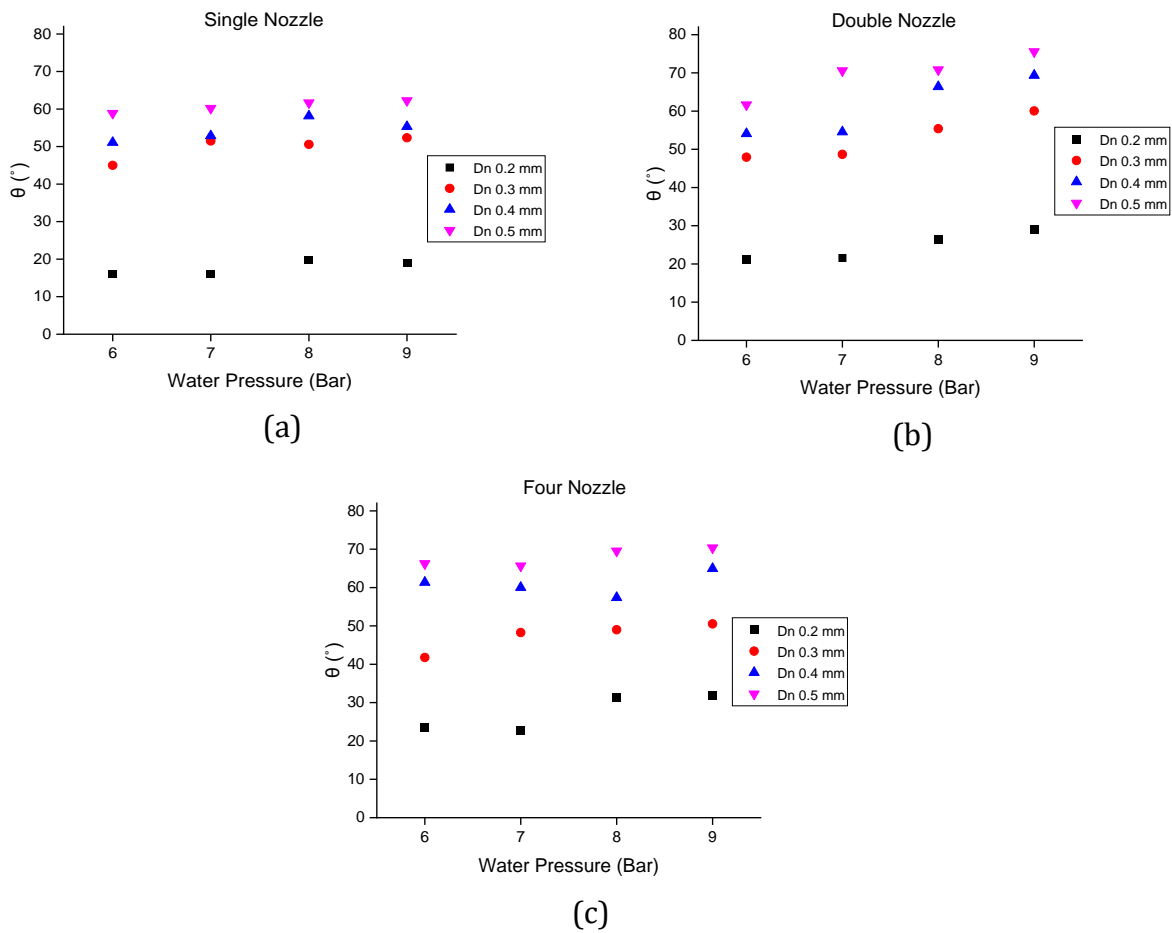 Single Nozzle
80
70
60
50
40
30
20
10
0
θ (°)
6 7 8 9
Water Pressure (Bar)
Dn 0.2 mm
Dn 0.3 mm
Dn 0.4 mm
Dn 0.5 mm
(a)
Double Nozzle
80
70
60
50
40
30
20
10
0
θ (°)
6 7 8 9
Water Pressure (Bar)
Dn 0.2 mm
Dn 0.3 mm
Dn 0.4 mm
Dn 0.5 mm
(b)
Four Nozzle
80
70
60
50
40
30
20
10
0
θ (°)
6 7 8 9
Water Pressure (Bar)
Dn 0.2 mm
Dn 0.3 mm
Dn 0.4 mm
Dn 0.5 mm
(c)